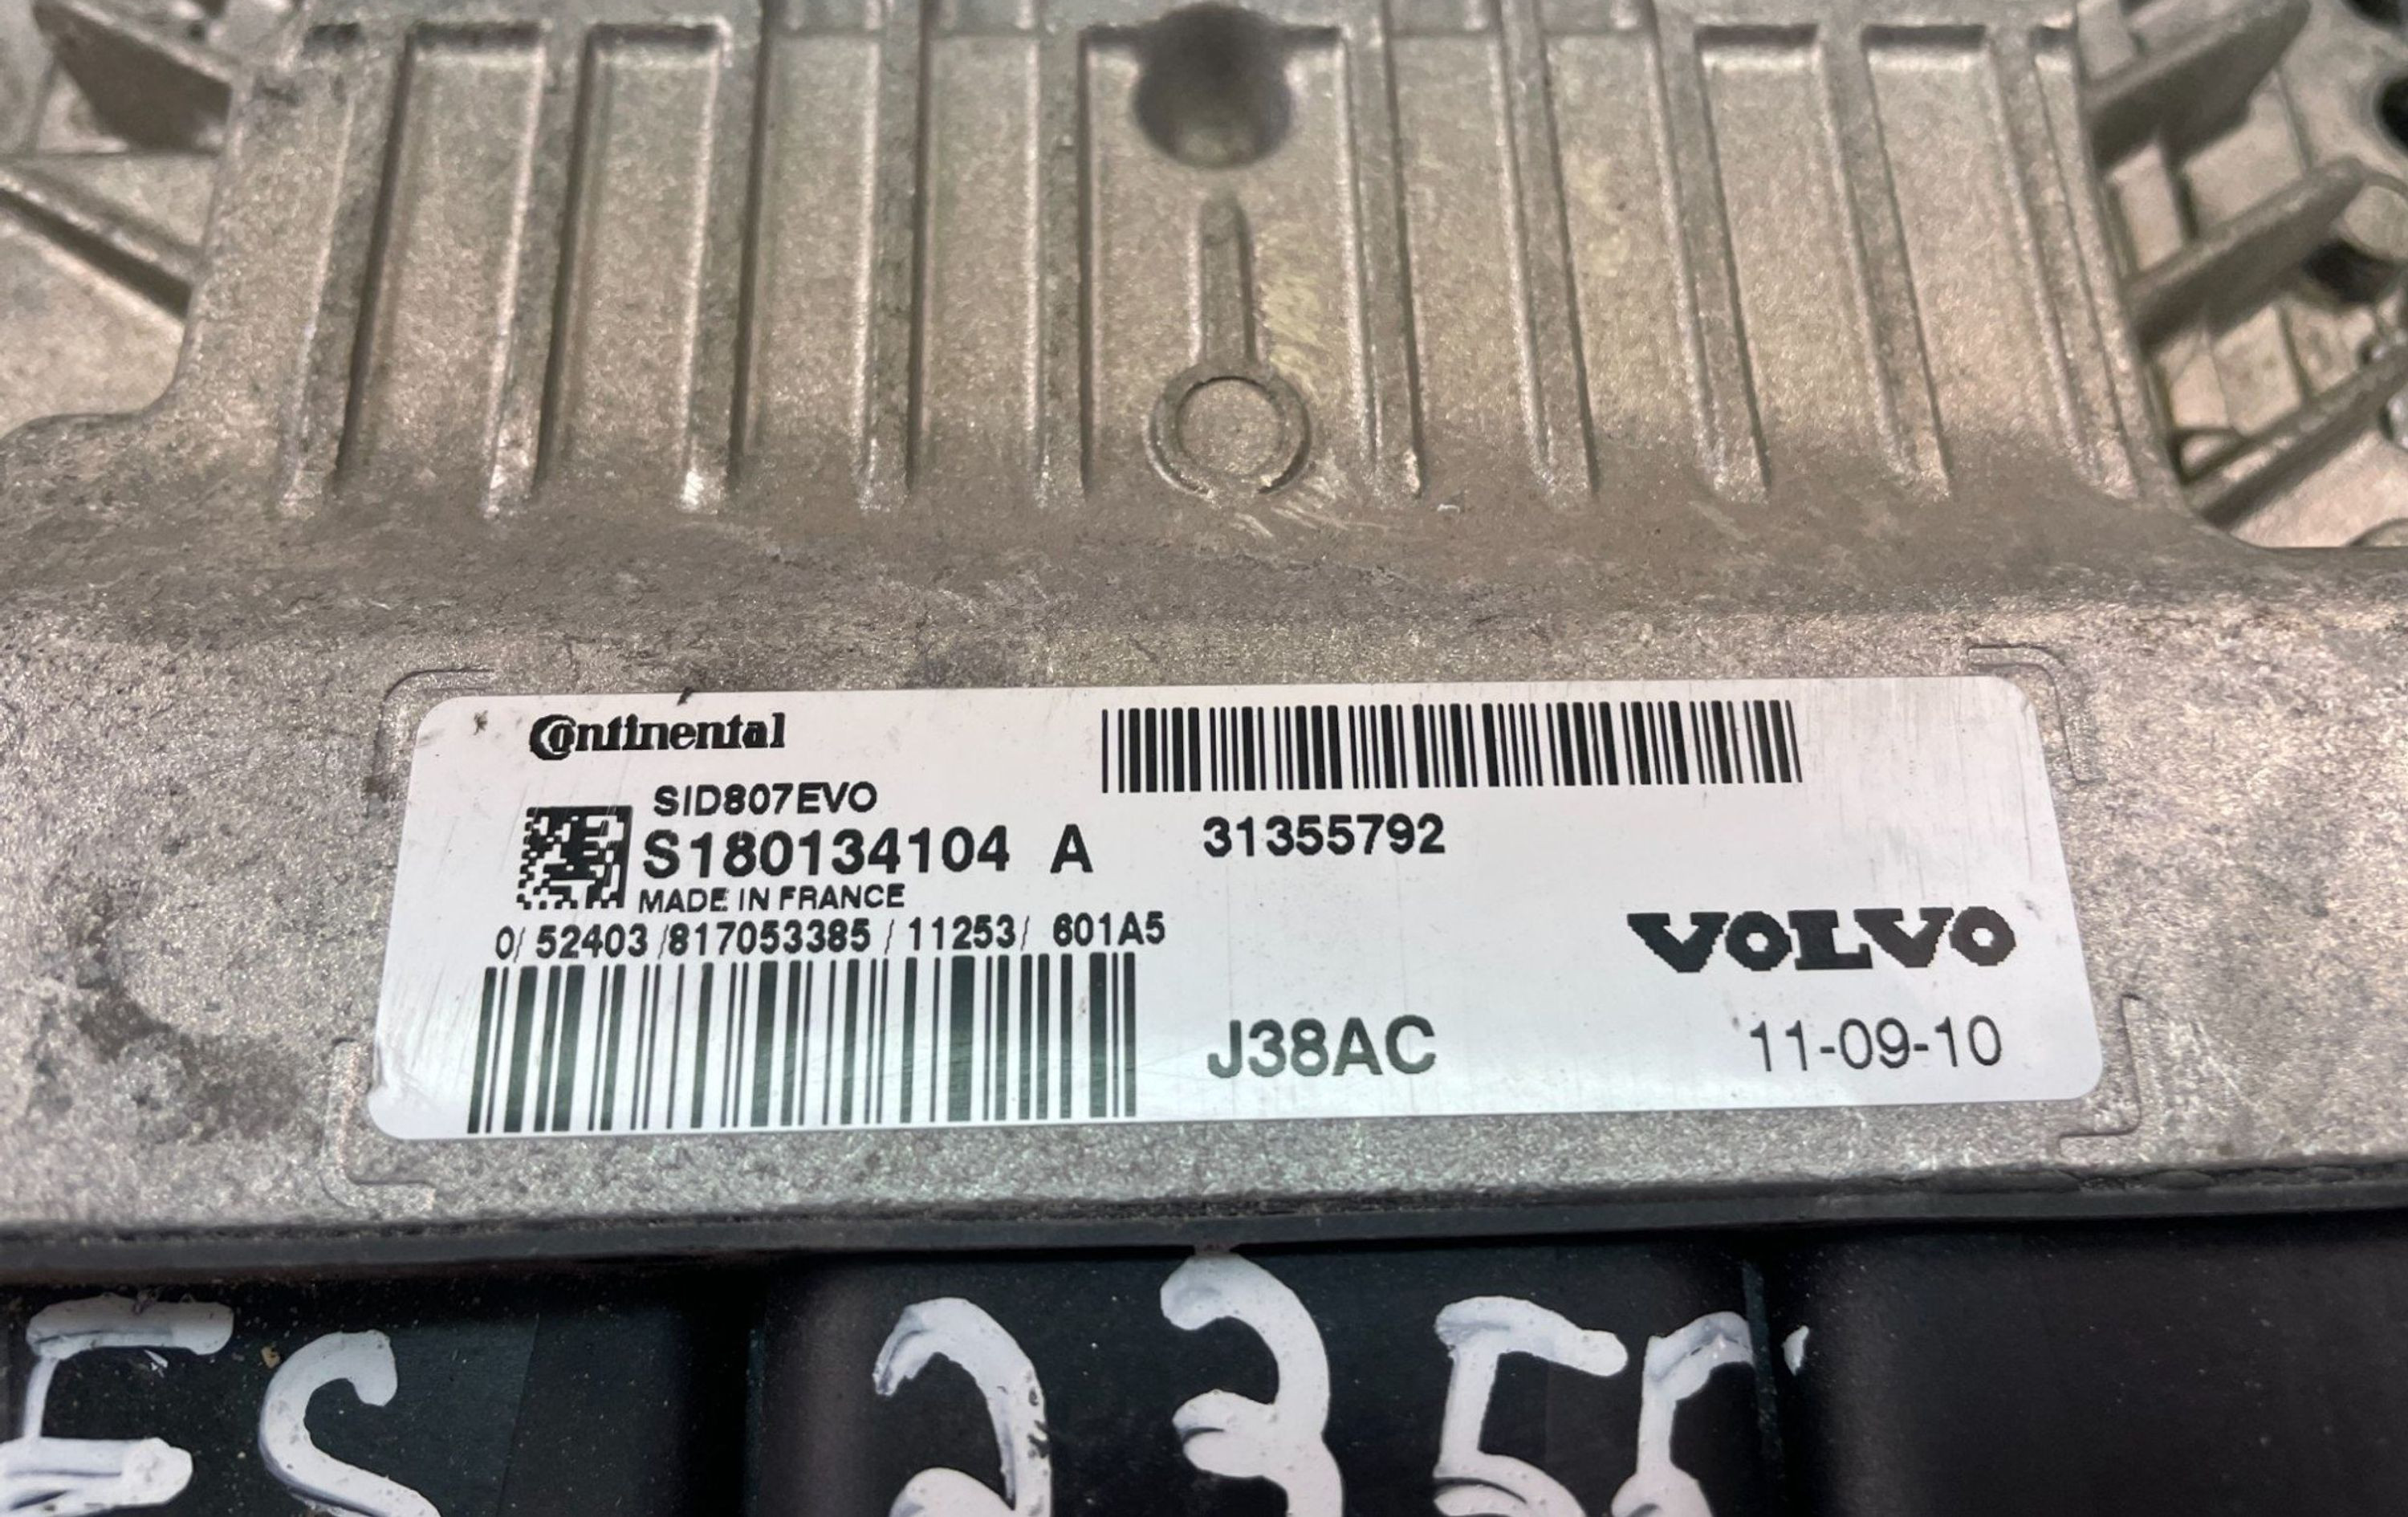 Continental
SID807EVO
S180134104 A
MADE IN FRANCE
0/ 52403 /817053385 / 11253/ 601A5
31355792
VOLVO
J38AC
11-09-10